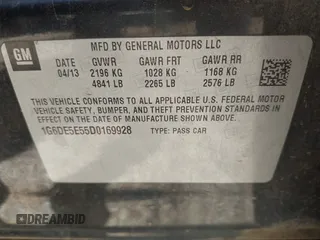 GM
MFD BY GENERAL MOTORS LLC
04/13 GVWR GAWR FRT GAWR RR
2196 KG 1028 KG 1168 KG
4841 LB 2265 LB 2576 LB
THIS VEHICLE CONFORMS TO ALL APPLICABLE U.S. FEDERAL MOTOR
VEHICLE SAFETY, BUMPER, AND THEFT PREVENTION STANDARDS
IN EFFECT ON THE DATE OF MANUFACTURE SHOWN ABOVE.
1G6DE5E55D0169928 TYPE: PASS CAR
DREAMBID